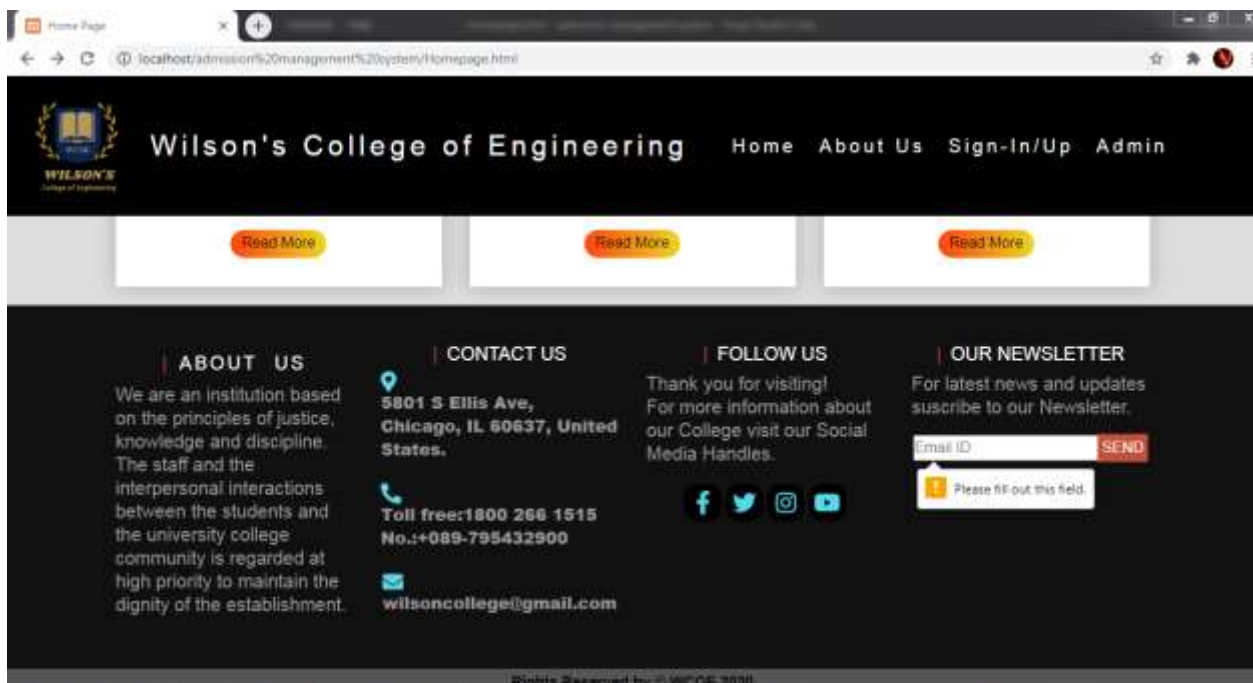 Home Page
localhost/admission%20management%20system/Homepage.html
WCOE
WILSON'S
College of Engineering
Wilson's College of Engineering
Home About Us Sign-In/Up Admin
Read More
Read More
Read More
| ABOUT US
We are an institution based
on the principles of justice,
knowledge and discipline.
The staff and the
interpersonal interactions
between the students and
the university college
community is regarded at
high priority to maintain the
dignity of the establishment.
| CONTACT US
5801 S Ellis Ave,
Chicago, IL 60637, United
States.
Toll free:1800 266 1515
No.:+089-795432900
wilsoncollege@gmail.com
| FOLLOW US
Thank you for visiting!
For more information about
our College visit our Social
Media Handles.
| OUR NEWSLETTER
For latest news and updates
suscribe to our Newsletter.
Email ID SEND
Please fill out this field.
Rights Reserved by © WCOE 2020